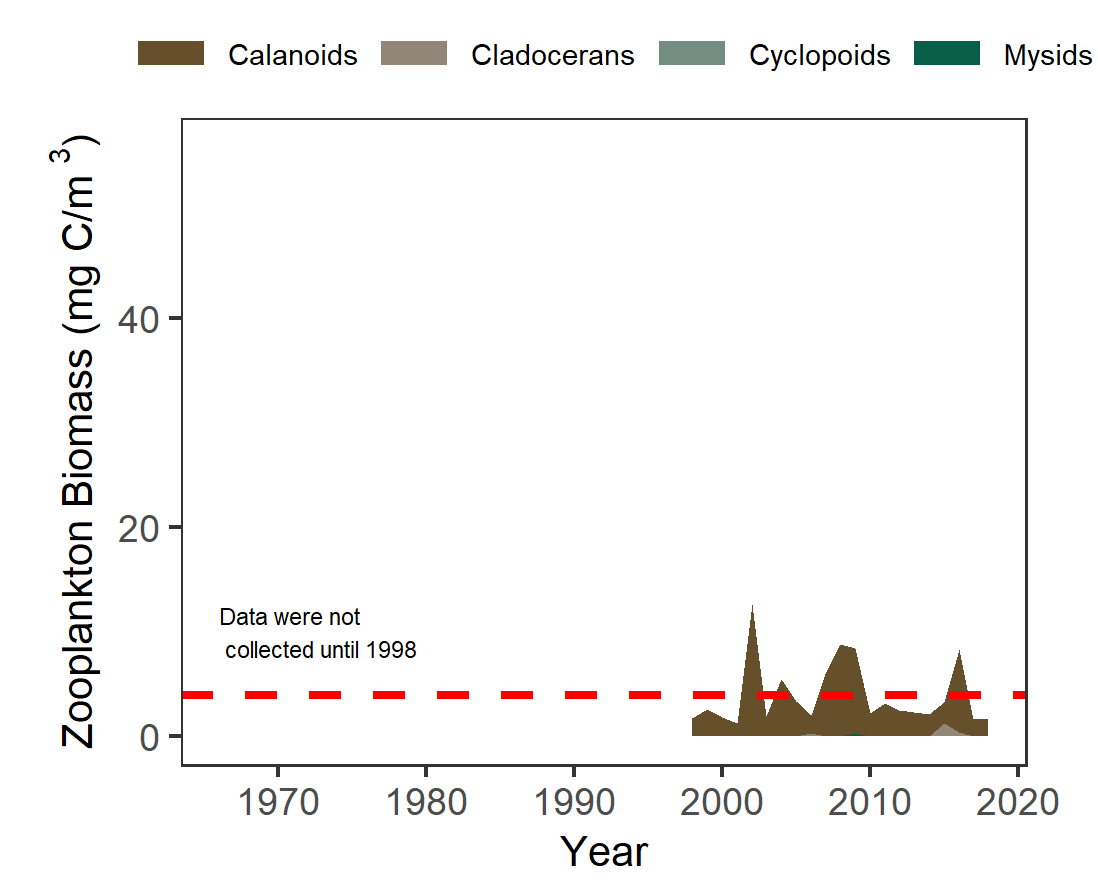 Calanoids Cladocerans Cyclopoids Mysids
Zooplankton Biomass (mg C/m ³)
40
20
0
Data were not
collected until 1998
1970 1980 1990 2000 2010 2020
Year